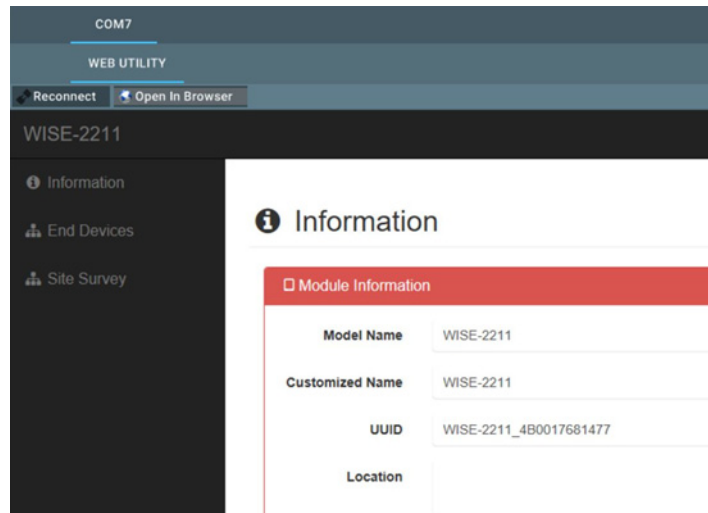 COM7
WEB UTILITY
Reconnect Open In Browser
WISE-2211
Information
End Devices
Site Survey
Information
Module Information
Model Name WISE-2211
Customized Name WISE-2211
UUID WISE-2211_4B0017681477
Location